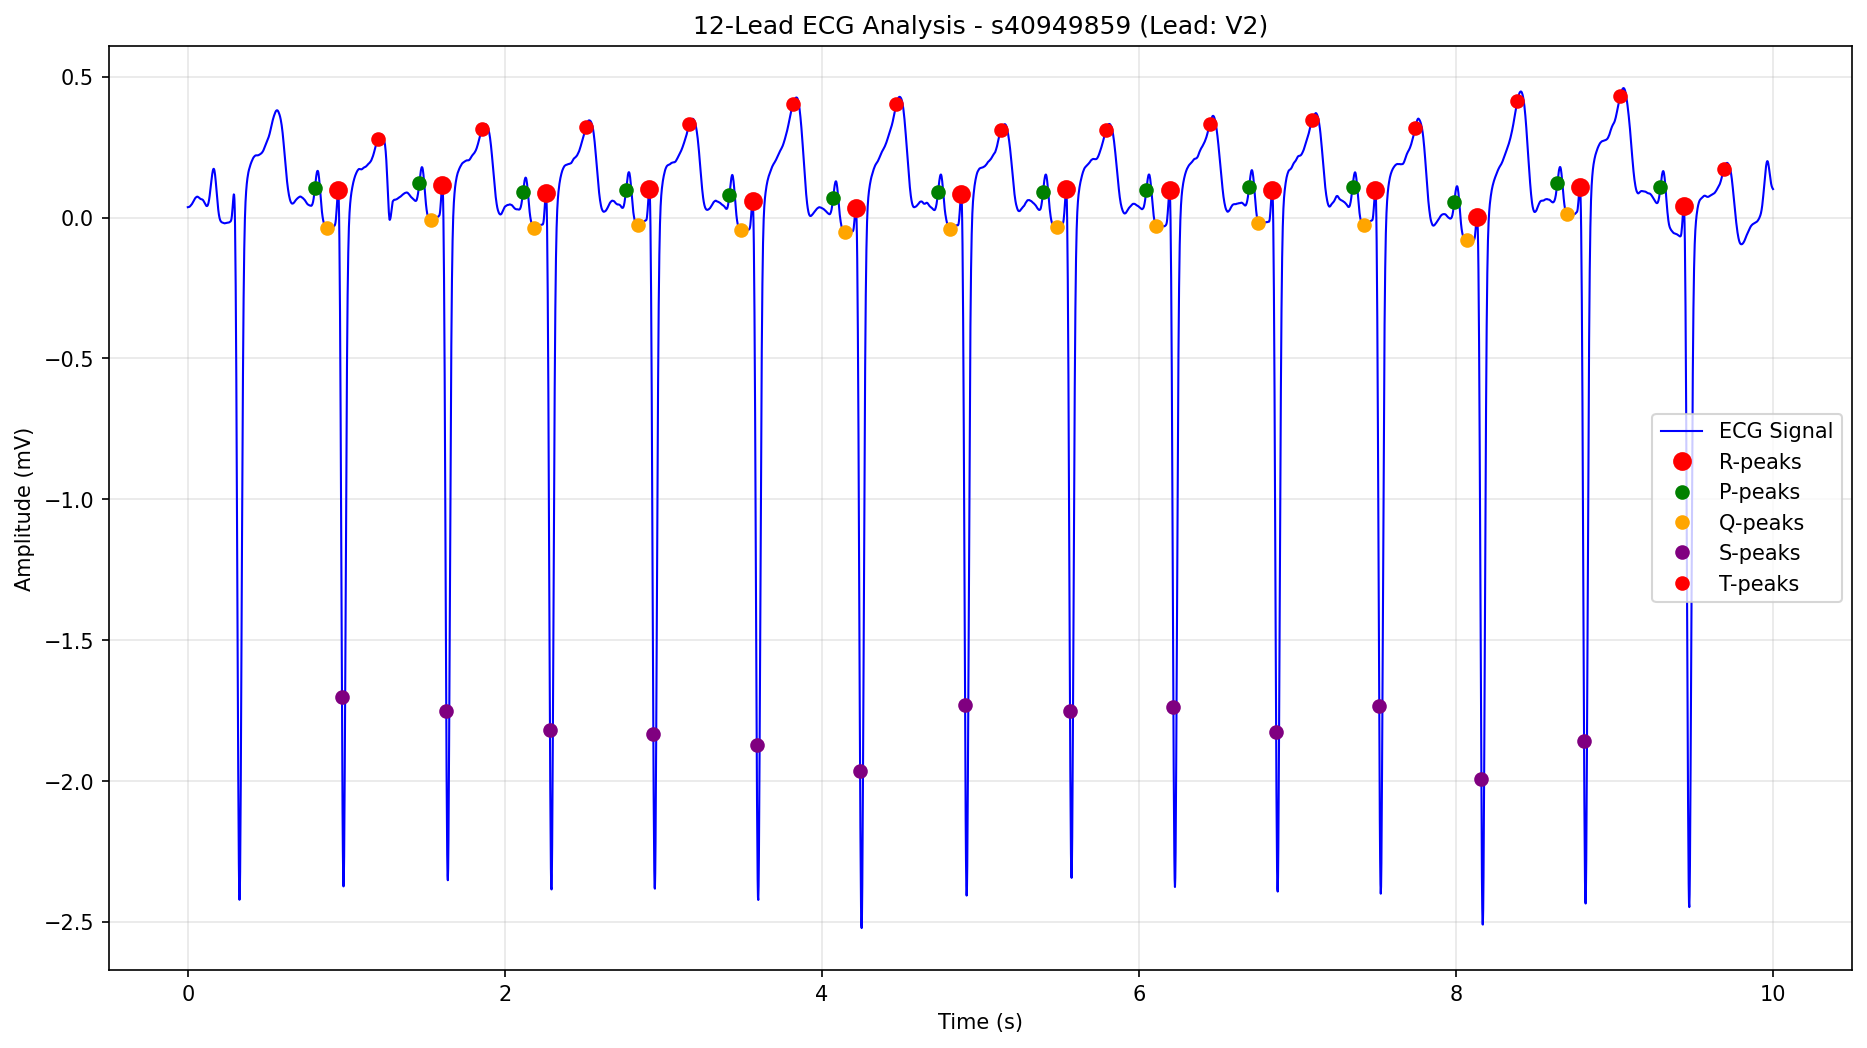 12-Lead ECG Analysis - s40949859 (Lead: V2)
Amplitude (mV)
0.5
0.0
−0.5
−1.0
−1.5
−2.0
−2.5
ECG Signal
R-peaks
P-peaks
Q-peaks
S-peaks
T-peaks
0 2 4 6 8 10
Time (s)